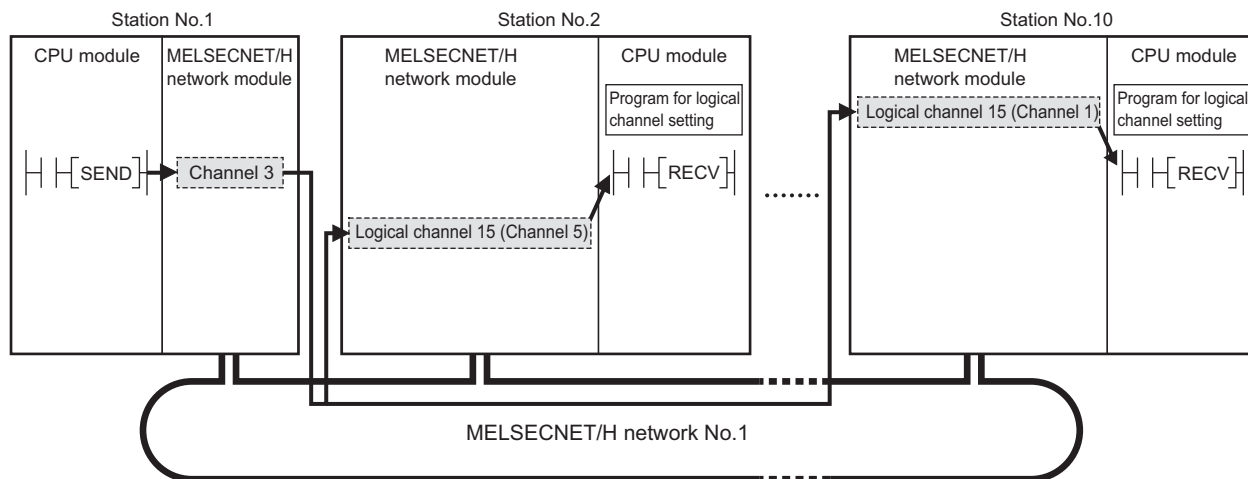 Station No.1
CPU module
MELSECNET/H
network module
SEND
Channel 3
Station No.2
MELSECNET/H
network module
Logical channel 15 (Channel 5)
CPU module
Program for logical
channel setting
RECV
Station No.10
MELSECNET/H
network module
Logical channel 15 (Channel 1)
CPU module
Program for logical
channel setting
RECV
MELSECNET/H network No.1